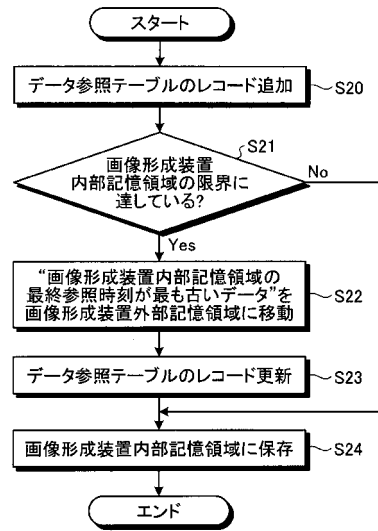 スタート
データ参照テーブルのレコード追加
S20
S21
画像形成装置
内部記憶領域の限界に
達している?
No
Yes
“画像形成装置内部記憶領域の
最終参照時刻が最も古いデータ”を
画像形成装置外部記憶領域に移動
S22
データ参照テーブルのレコード更新
S23
画像形成装置内部記憶領域に保存
S24
エンド